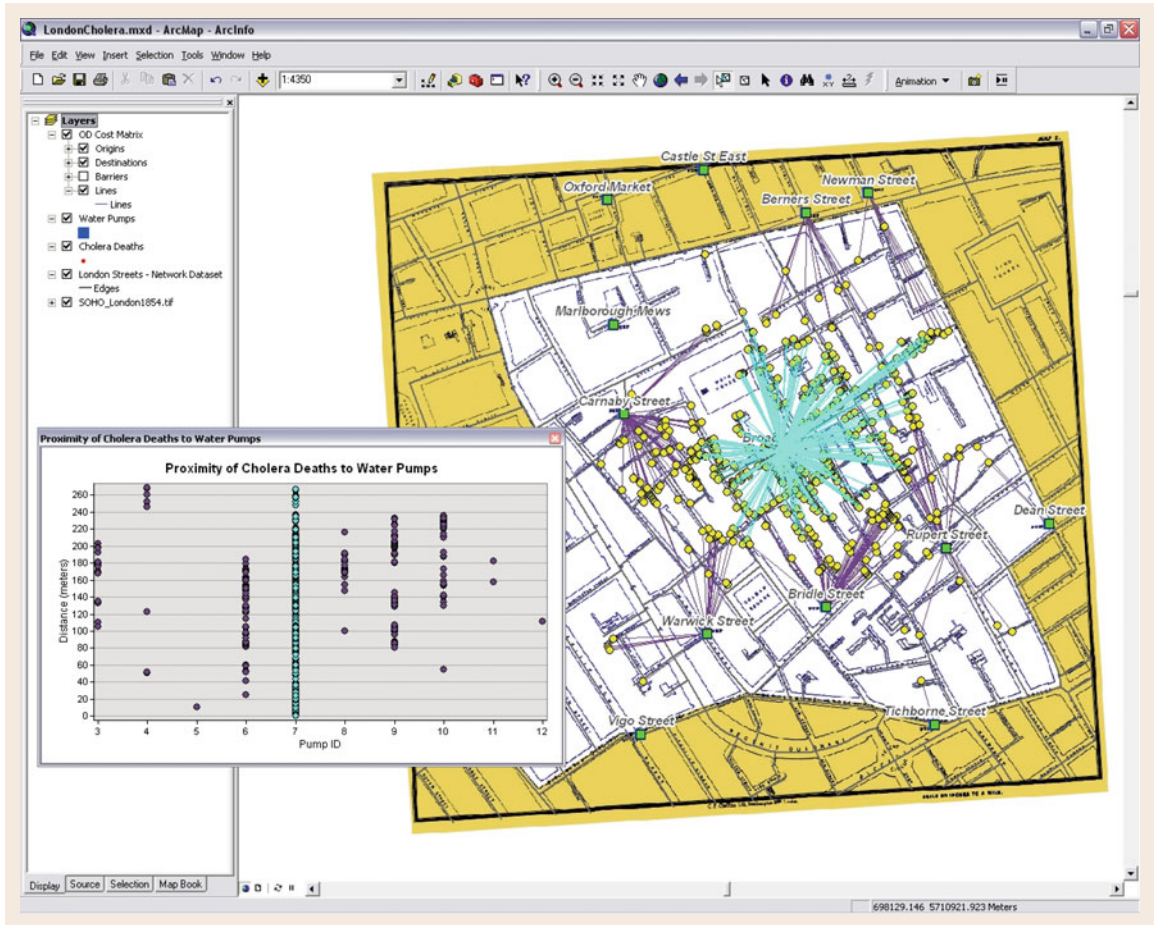 LondonCholera.mxd - ArcMap - ArcInfo
File Edit View Insert Selection Tools Window Help
1:4350
Animation
Layers
OD Cost Matrix
Origins
Destinations
Barriers
Lines
Lines
Water Pumps
Cholera Deaths
London Streets - Network Dataset
Edges
SOHO_London1854.tif
Castle St East
Oxford Market
Newman Street
Berners Street
Marlborough Mews
Carnaby Street
Broad
Dean Street
Rupert Street
Bridle Street
Warwick Street
Vigo Street
Tichborne Street
Proximity of Cholera Deaths to Water Pumps
Proximity of Cholera Deaths to Water Pumps
Distance (meters)
260
240
220
200
180
160
140
120
100
80
60
40
20
0
3 4 5 6 7 8 9 10 11 12
Pump ID
Display Source Selection Map Book
698129.146 5710921.923 Meters